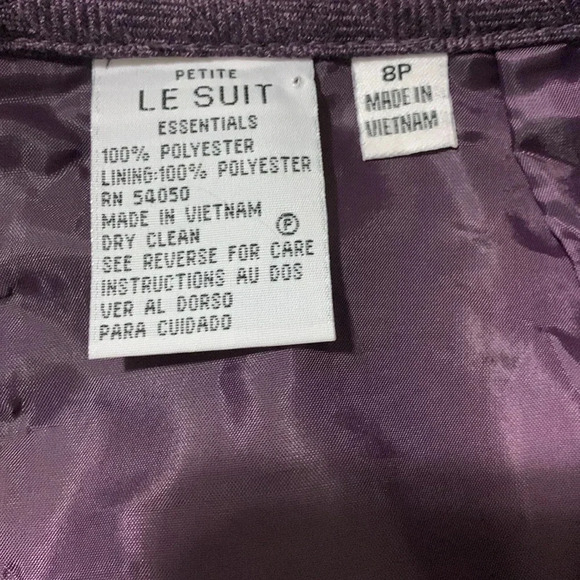 PETITE
LE SUIT
ESSENTIALS
100% POLYESTER
LINING:100% POLYESTER
RN 54050
MADE IN VIETNAM
DRY CLEAN
P
SEE REVERSE FOR CARE
INSTRUCTIONS AU DOS
VER AL DORSO
PARA CUIDADO
8P
MADE IN
VIETNAM